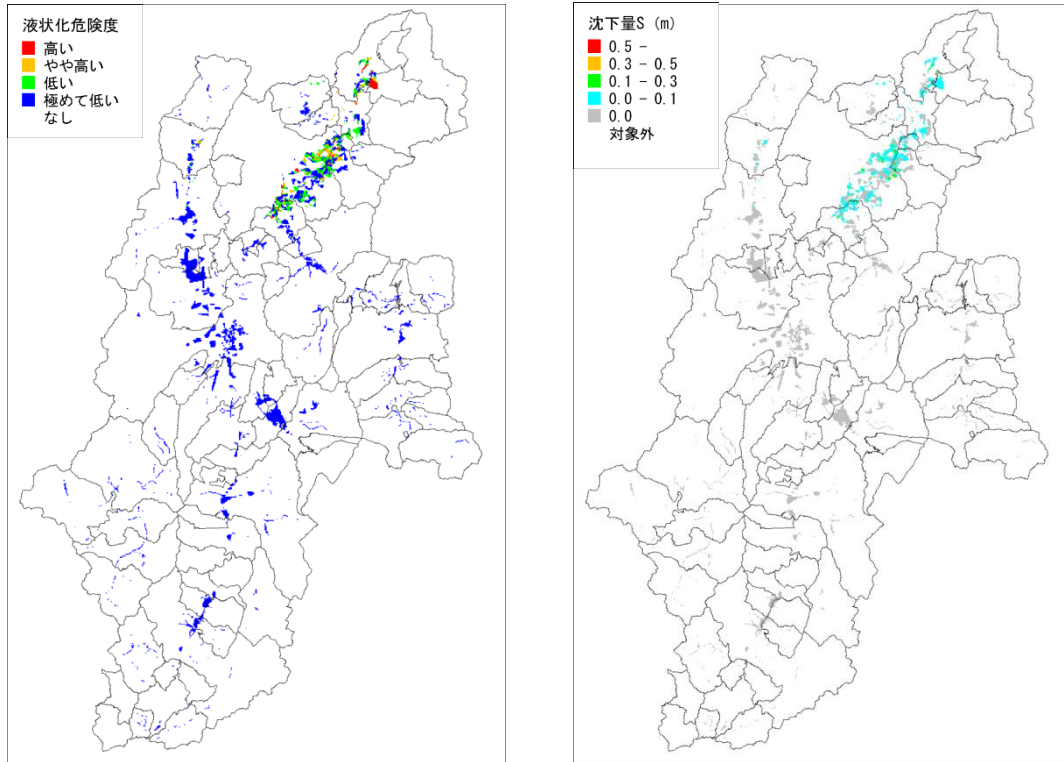 液状化危険度
高い
やや高い
低い
極めて低い
なし
沈下量S (m)
0.5 -
0.3 - 0.5
0.1 - 0.3
0.0 - 0.1
0.0
対象外